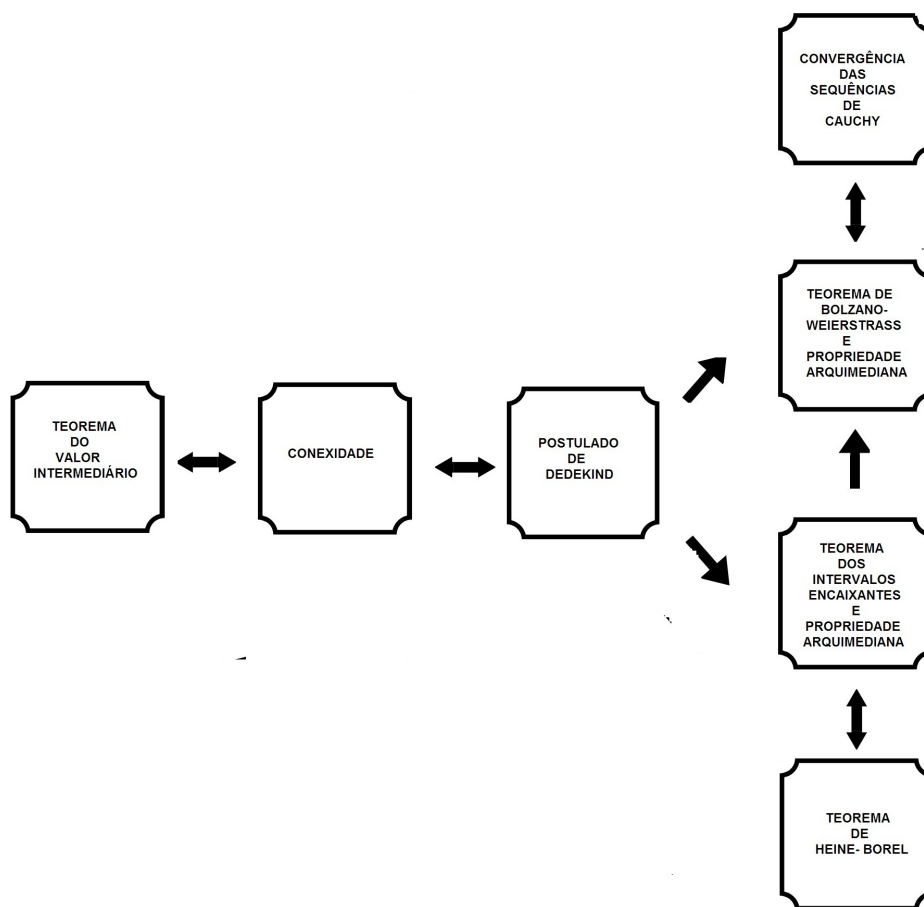 CONVERGÊNCIA
DAS
SEQUÊNCIAS
DE
CAUCHY
TEOREMA DE
BOLZANO-
WEIERSTRASS
E
PROPRIEDADE
ARQUIMEDIANA
TEOREMA
DO
VALOR
INTERMEDIÁRIO
CONEXIDADE
POSTULADO
DE
DEDEKIND
TEOREMA
DOS
INTERVALOS
ENCAIXANTES
E
PROPRIEDADE
ARQUIMEDIANA
TEOREMA
DE
HEINE- BOREL